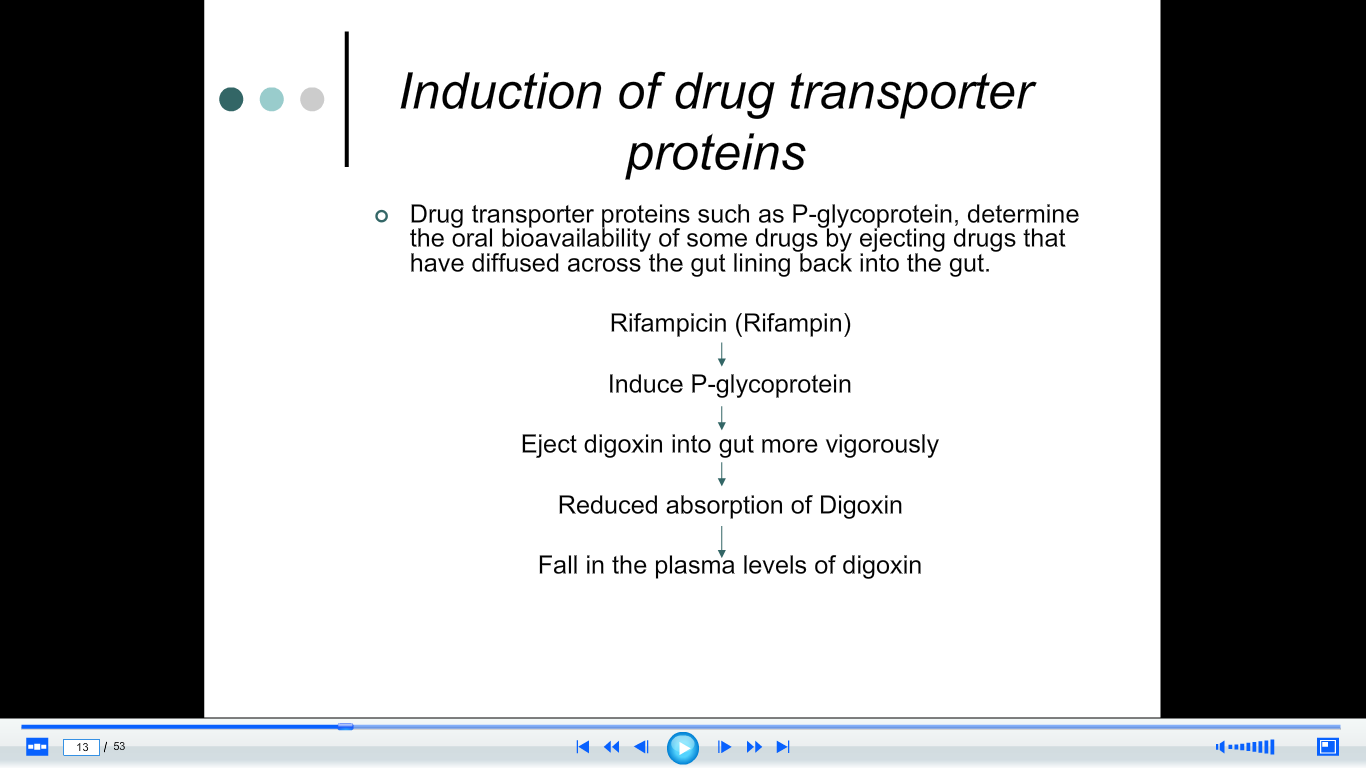 Induction of drug transporter
proteins
Drug transporter proteins such as P-glycoprotein, determine
the oral bioavailability of some drugs by ejecting drugs that
have diffused across the gut lining back into the gut.
Rifampicin (Rifampin)
Induce P-glycoprotein
Eject digoxin into gut more vigorously
Reduced absorption of Digoxin
Fall in the plasma levels of digoxin
13 / 53